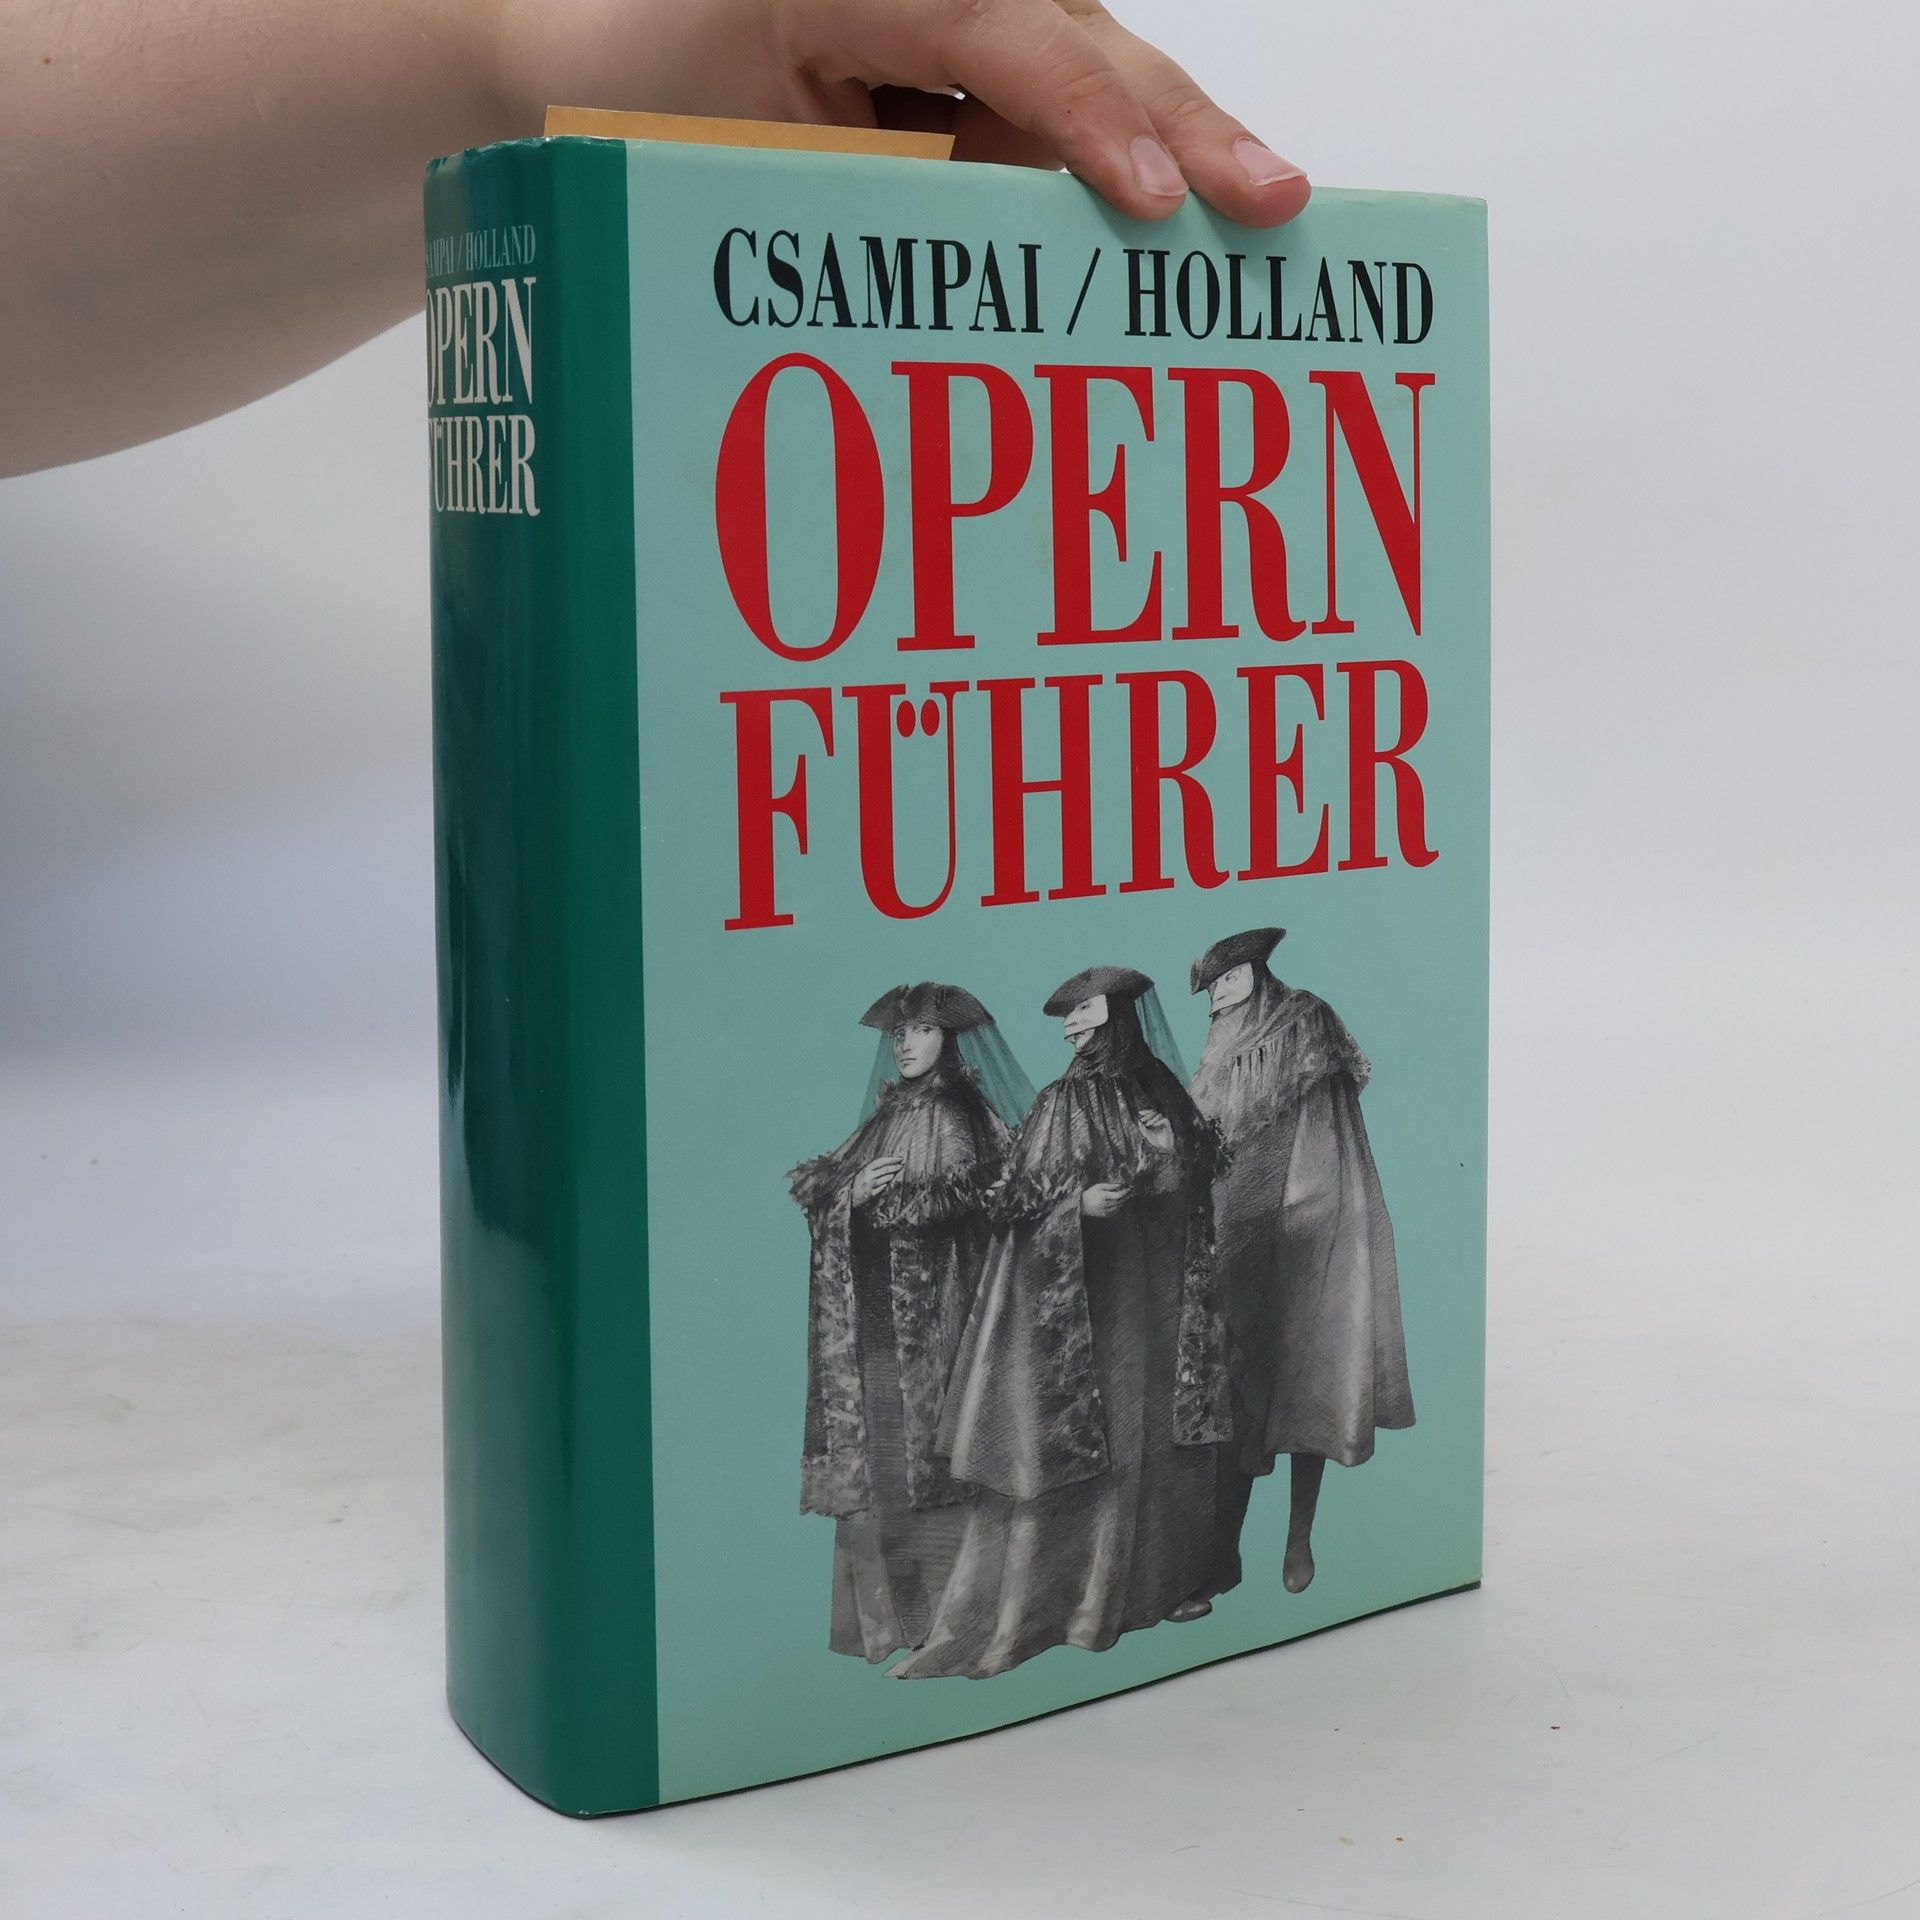 CSAMPAI / HOLLAND
OPERN
FÜHRER
CSAMPAI / HOLLAND
OPERN
FÜHRER